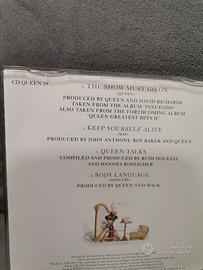 CD QUEEN 19
1 THE SHOW MUST GO ON
(QUEEN)
PRODUCED BY QUEEN AND DAVID RICHARDS
TAKEN FROM THE ALBUM 'INNUENDO'
ALSO TAKEN FROM THE FORTHCOMING ALBUM
'QUEEN GREATEST HITS II'
2 KEEP YOURSELF ALIVE
(MAY)
PRODUCED BY JOHN ANTHONY, ROY BAKER AND QUEEN
3 QUEEN TALKS
COMPILED AND PRODUCED BY RUDI DOLEZAL
AND HANNES ROSSACHER
4 BODY LANGUAGE
(MERCURY)
PRODUCED BY QUEEN AND MACK
Subito